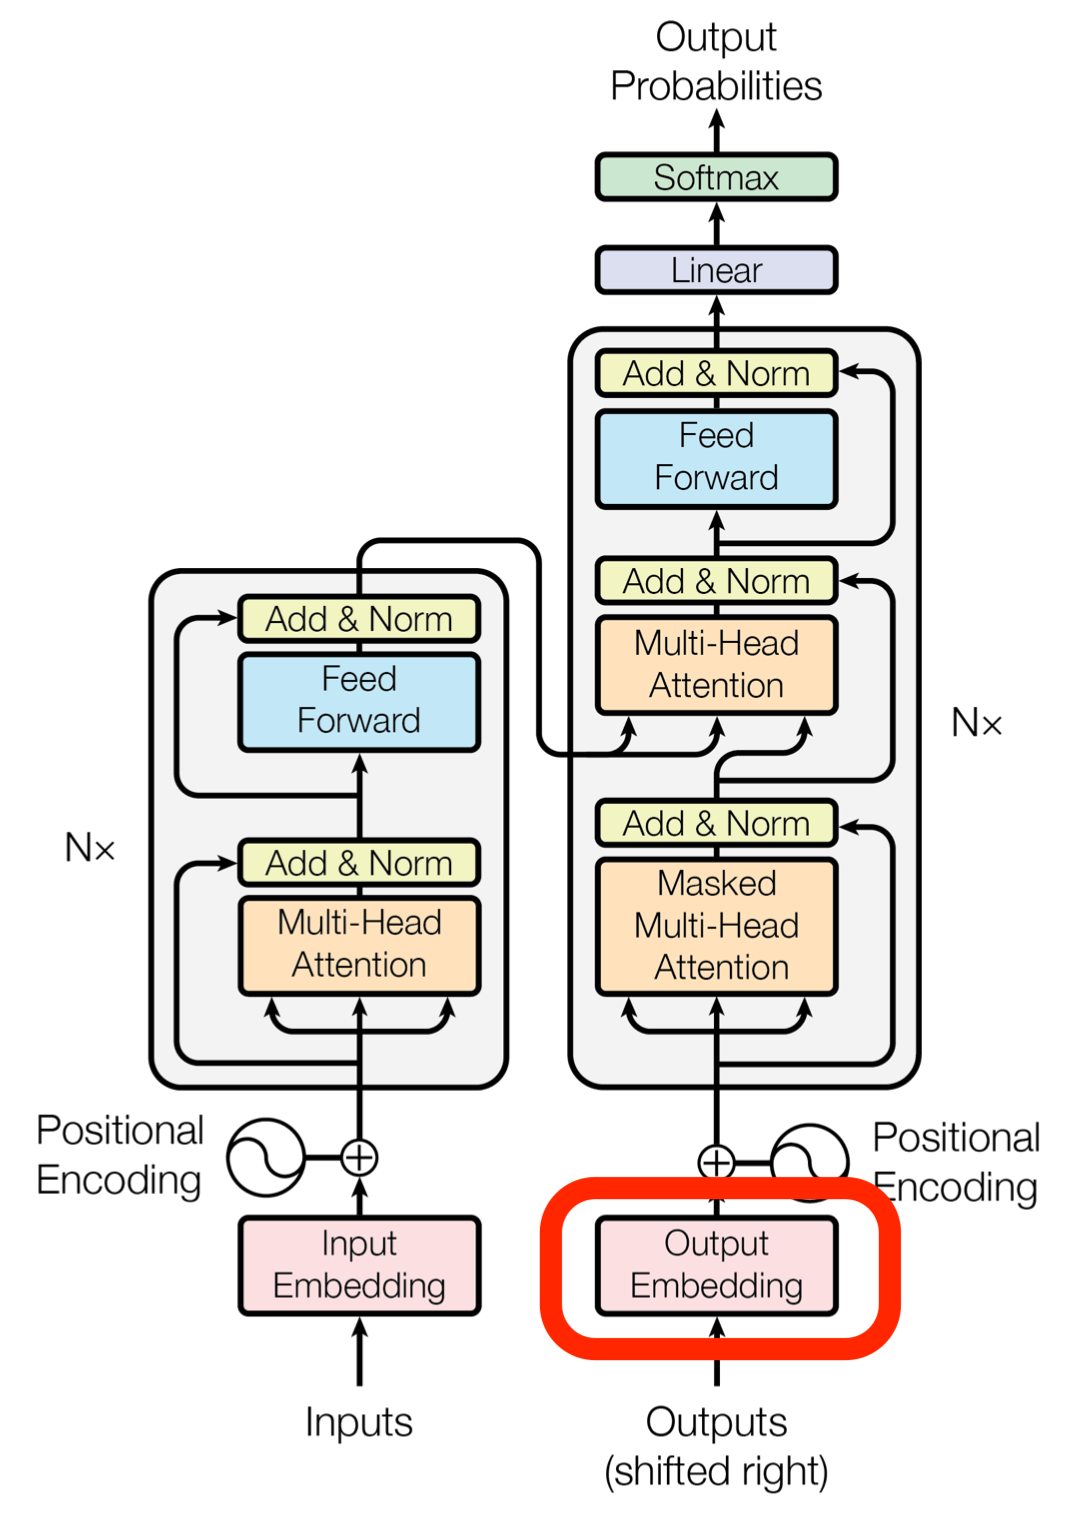 Output
Probabilities
Softmax
Linear
Add & Norm
Feed
Forward
Add & Norm
Multi-Head
Attention
Nx
Add & Norm
Masked
Multi-Head
Attention
Add & Norm
Feed
Forward
Nx
Add & Norm
Multi-Head
Attention
Positional
Encoding
Positional
Encoding
Input
Embedding
Output
Embedding
Inputs
Outputs
(shifted right)